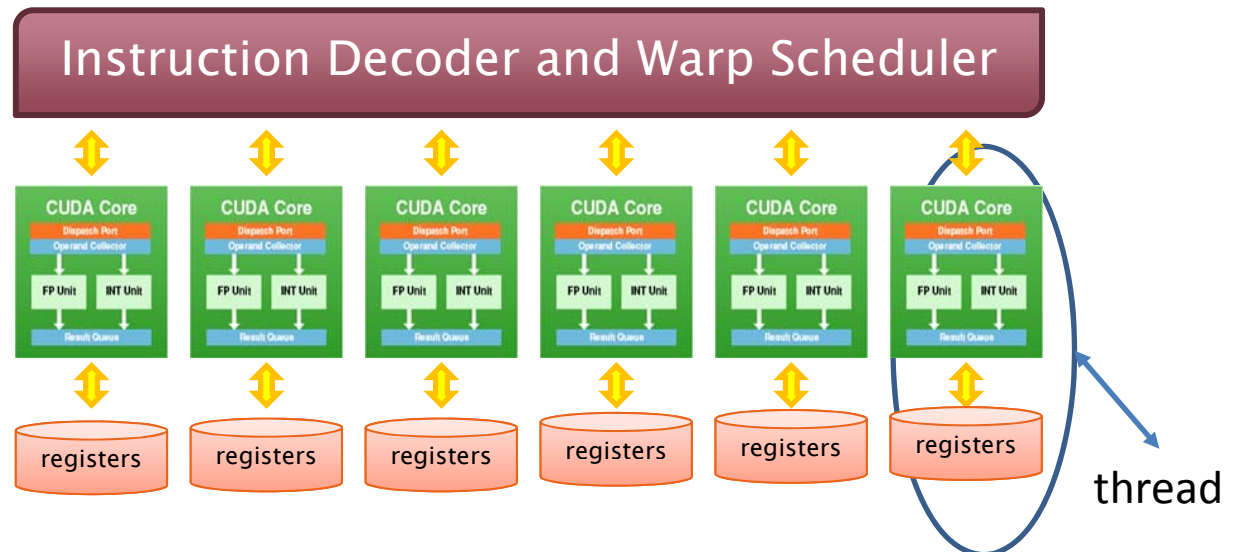 Instruction Decoder and Warp Scheduler
CUDA Core
Dispatch Port
Operand Collector
FP Unit
INT Unit
Result Queue
CUDA Core
Dispatch Port
Operand Collector
FP Unit
INT Unit
Result Queue
CUDA Core
Dispatch Port
Operand Collector
FP Unit
INT Unit
Result Queue
CUDA Core
Dispatch Port
Operand Collector
FP Unit
INT Unit
Result Queue
CUDA Core
Dispatch Port
Operand Collector
FP Unit
INT Unit
Result Queue
CUDA Core
Dispatch Port
Operand Collector
FP Unit
INT Unit
Result Queue
registers
registers
registers
registers
registers
registers
thread